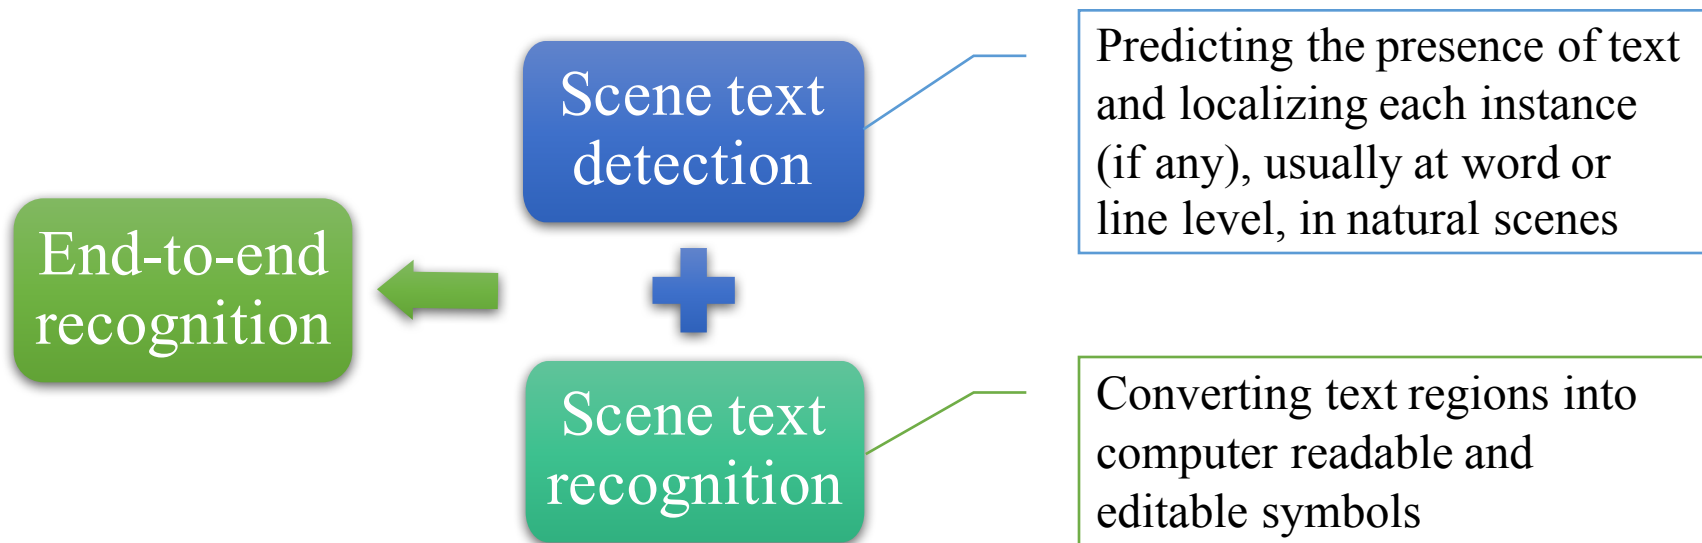 Scene text
detection
Predicting the presence of text
and localizing each instance
(if any), usually at word or
line level, in natural scenes
End-to-end
recognition
Scene text
recognition
Converting text regions into
computer readable and
editable symbols